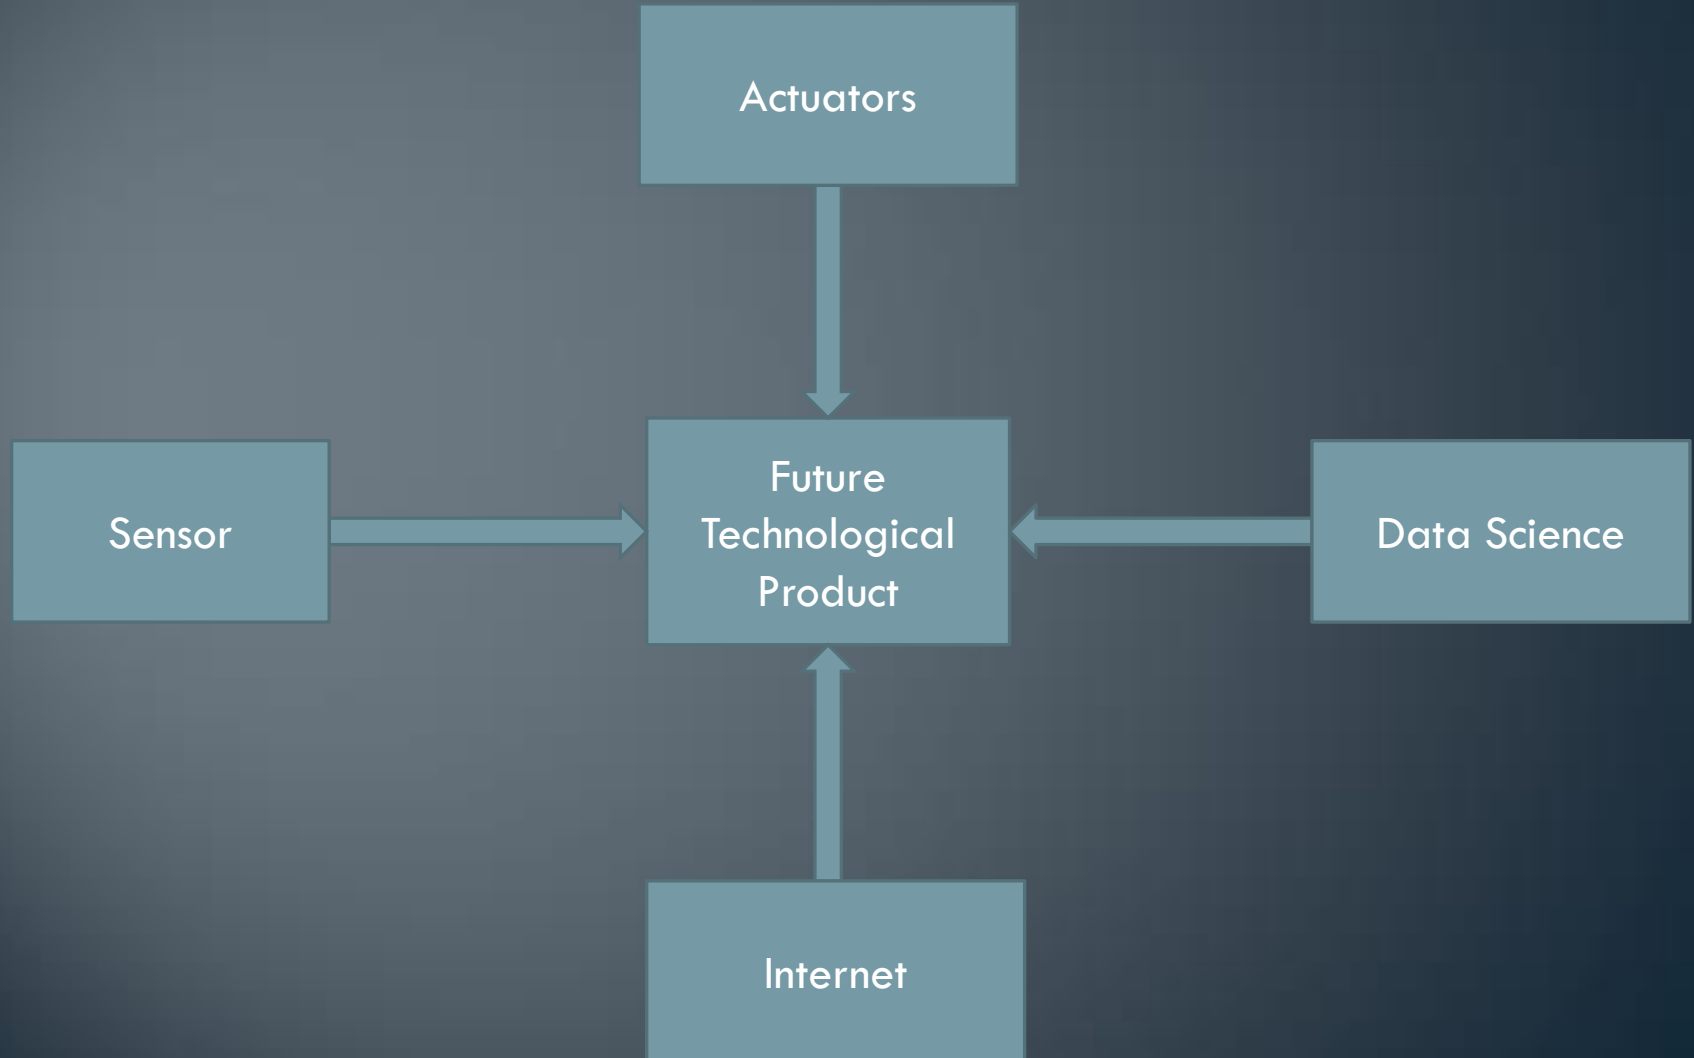 Actuators
Sensor
Future
Technological
Product
Data Science
Internet